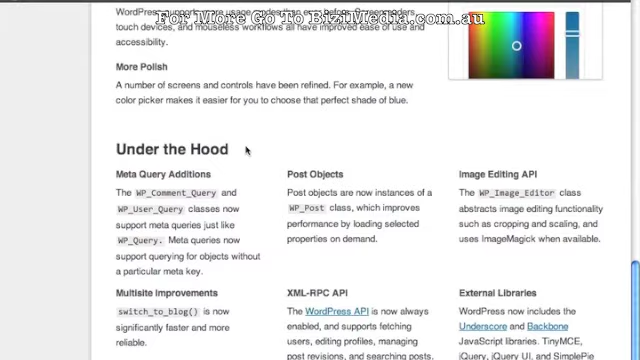 WordPress supports more usage modes than ever before. Screenreaders,
For More Go To BiziMedia.com.au
touch devices, and mouseless workflows all have improved ease of use and
accessibility.
More Polish
A number of screens and controls have been refined. For example, a new
color picker makes it easier for you to choose that perfect shade of blue.
Under the Hood
Meta Query Additions
The WP_Comment_Query and
WP_User_Query classes now
support meta queries just like
WP_Query. Meta queries now
support querying for objects without
a particular meta key.
Post Objects
Post objects are now instances of a
WP_Post class, which improves
performance by loading selected
properties on demand.
Image Editing API
The WP_Image_Editor class
abstracts image editing functionality
such as cropping and scaling, and
uses ImageMagick when available.
Multisite Improvements
switch_to_blog() is now
significantly faster and more
reliable.
XML-RPC API
The WordPress API is now always
enabled, and supports fetching
users, editing profiles, managing
post revisions, and searching posts.
External Libraries
WordPress now includes the
Underscore and Backbone
JavaScript libraries. TinyMCE,
jQuery, jQuery UI, and SimplePie